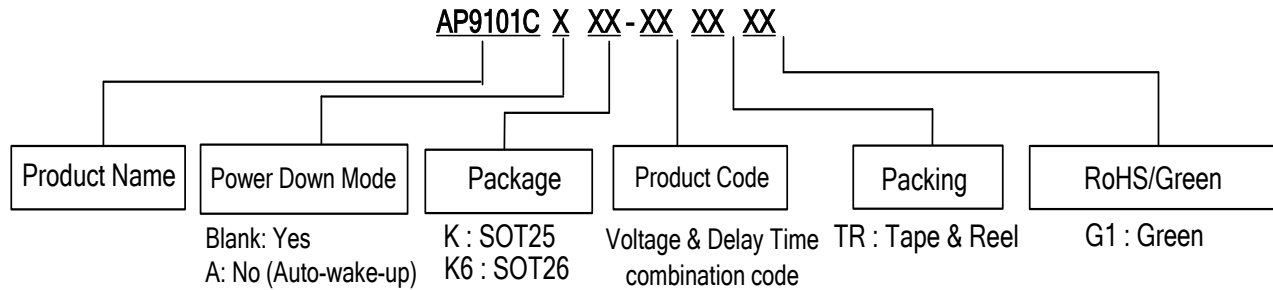 AP9101C X XX - XX XX XX
Product Name
Power Down Mode
Package
Product Code
Packing
RoHS/Green
Blank: Yes
A: No (Auto-wake-up)
K : SOT25
K6 : SOT26
Voltage & Delay Time
combination code
TR : Tape & Reel
G1 : Green